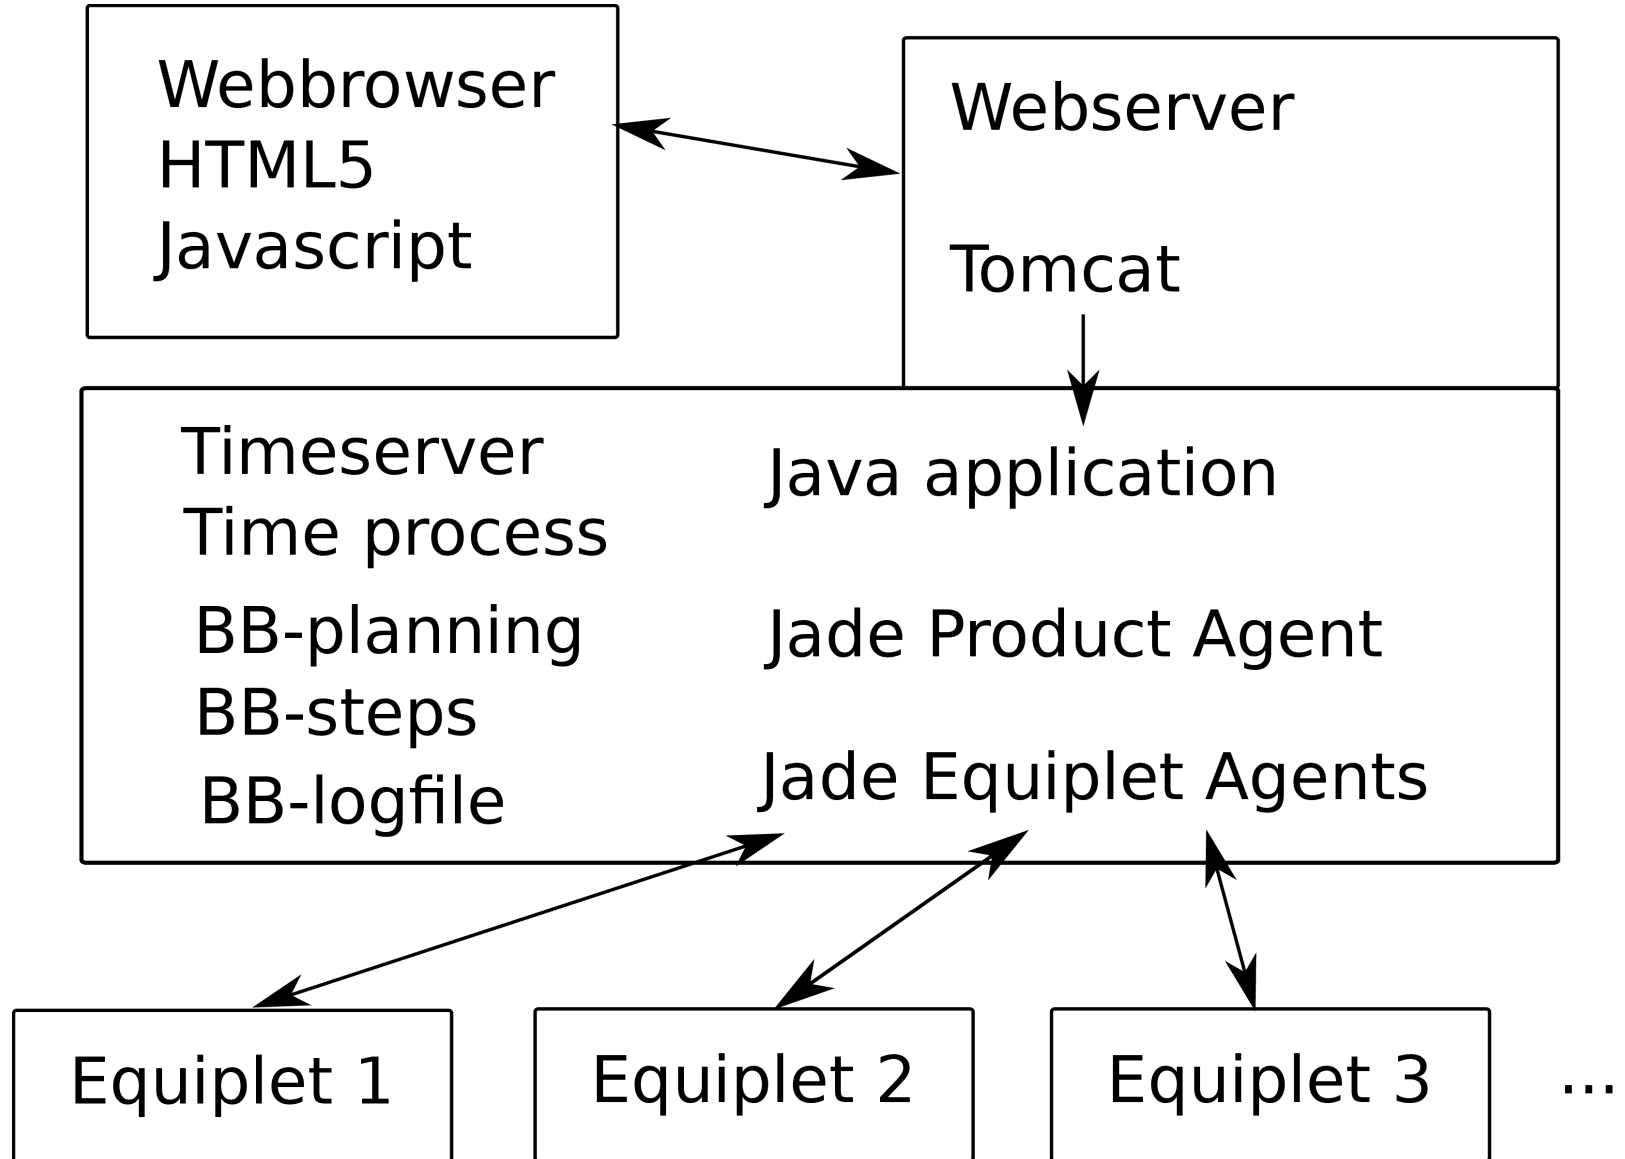 Webbrowser
HTML5
Javascript
Webserver
Tomcat
Timeserver
Time process
BB-planning
BB-steps
BB-logfile
Java application
Jade Product Agent
Jade Equiplet Agents
Equiplet 1
Equiplet 2
Equiplet 3
...